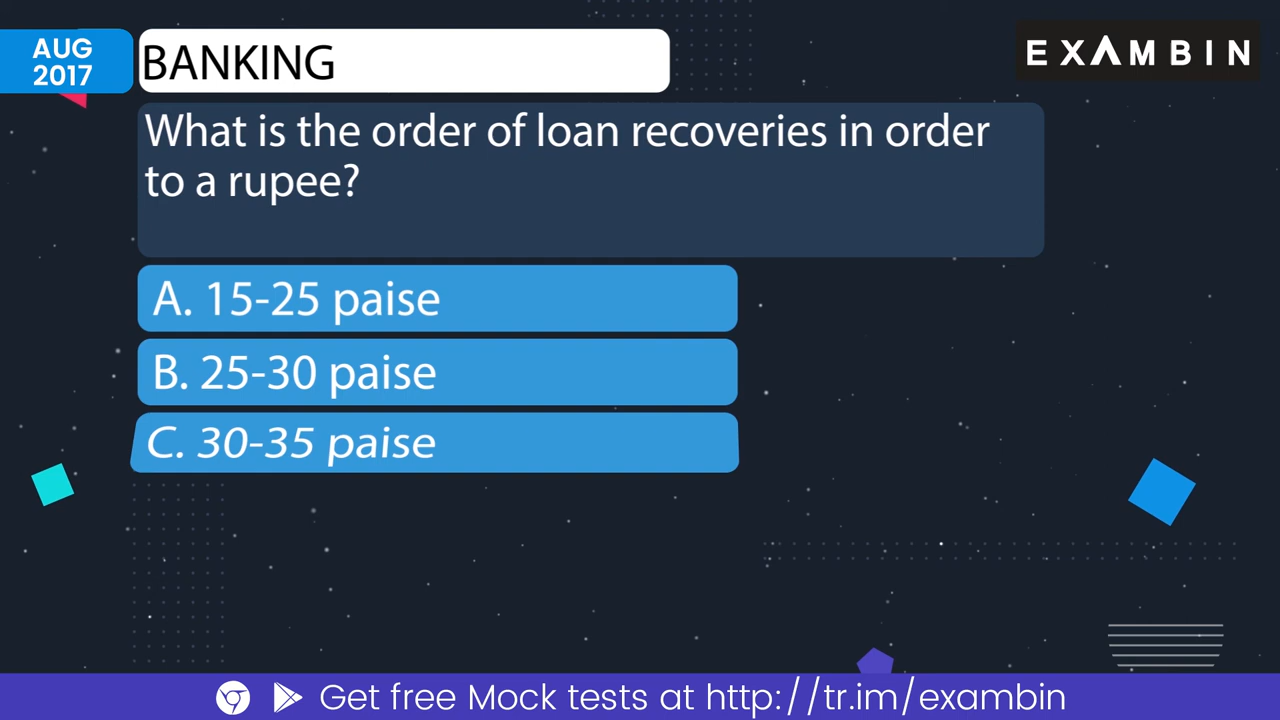 AUG
2017
BANKING
EXAMBIN
What is the order of loan recoveries in order
to a rupee?
A. 15-25 paise
B. 25-30 paise
C. 30-35 paise
Get free Mock tests at http://tr.im/exambin